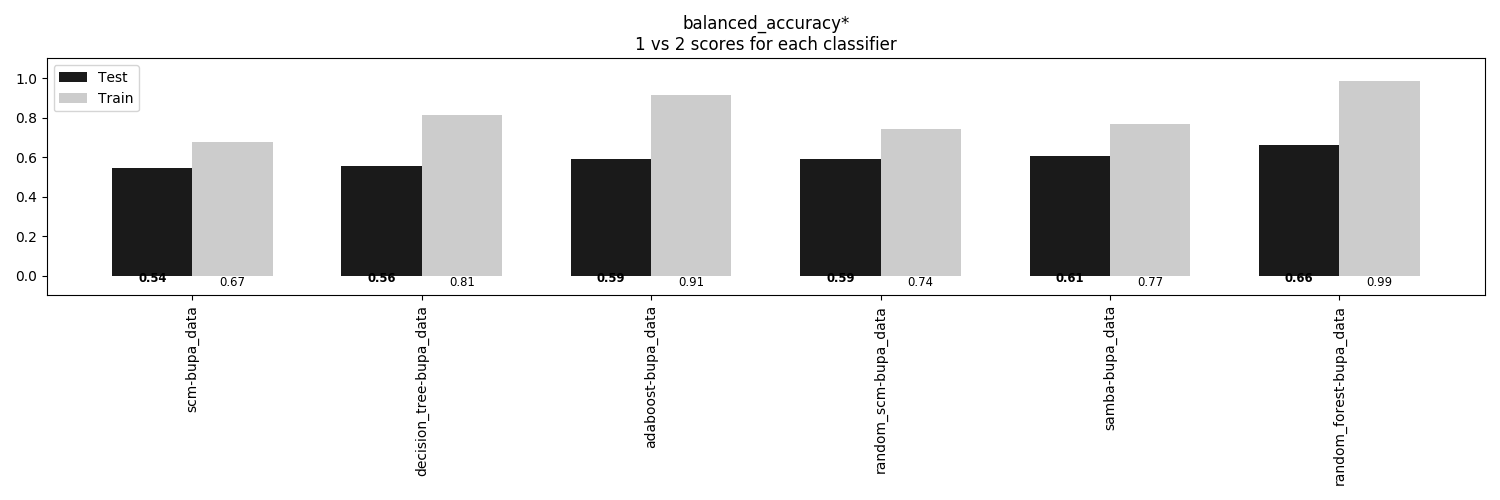 balanced_accuracy*
1 vs 2 scores for each classifier
Test
Train
1.0
0.8
0.6
0.4
0.2
0.0
0.54
0.67
0.56
0.81
0.59
0.91
0.59
0.74
0.61
0.77
0.66
0.99
scm-bupa_data
decision_tree-bupa_data
adaboost-bupa_data
random_scm-bupa_data
samba-bupa_data
random_forest-bupa_data